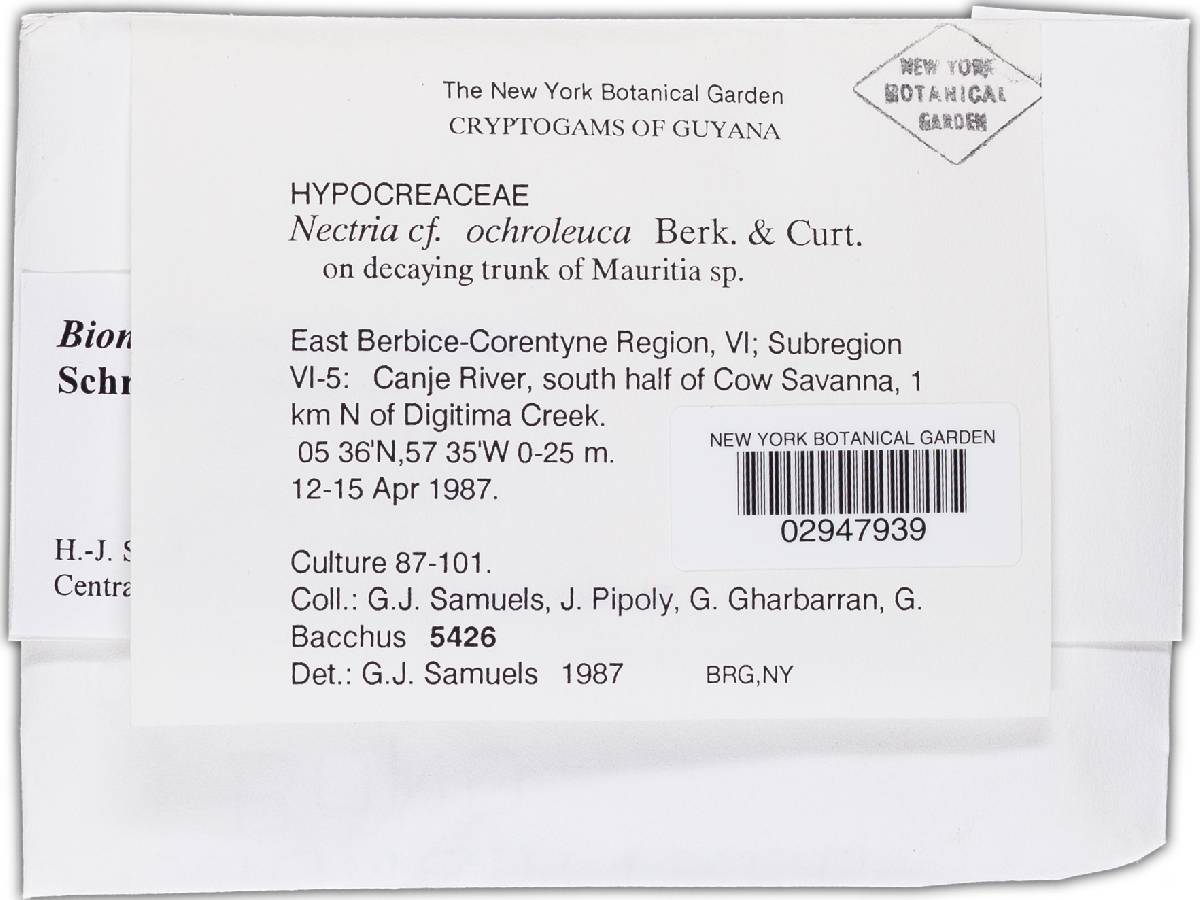 The New York Botanical Garden
CRYPTOGAMS OF GUYANA
NEW YORK
BOTANICAL
GARDEN
HYPOCREACEAE
Nectria cf. ochroleuca Berk. & Curt.
on decaying trunk of Mauritia sp.
East Berbice-Corentyne Region, VI; Subregion
VI-5: Canje River, south half of Cow Savanna, 1
km N of Digitima Creek.
05 36'N,57 35'W 0-25 m.
12-15 Apr 1987.
NEW YORK BOTANICAL GARDEN
02947939
Culture 87-101.
Coll.: G.J. Samuels, J. Pipoly, G. Gharbarran, G.
Bacchus 5426
Det.: G.J. Samuels 1987 BRG,NY
Bion
Schr
H.-J. S
Centra